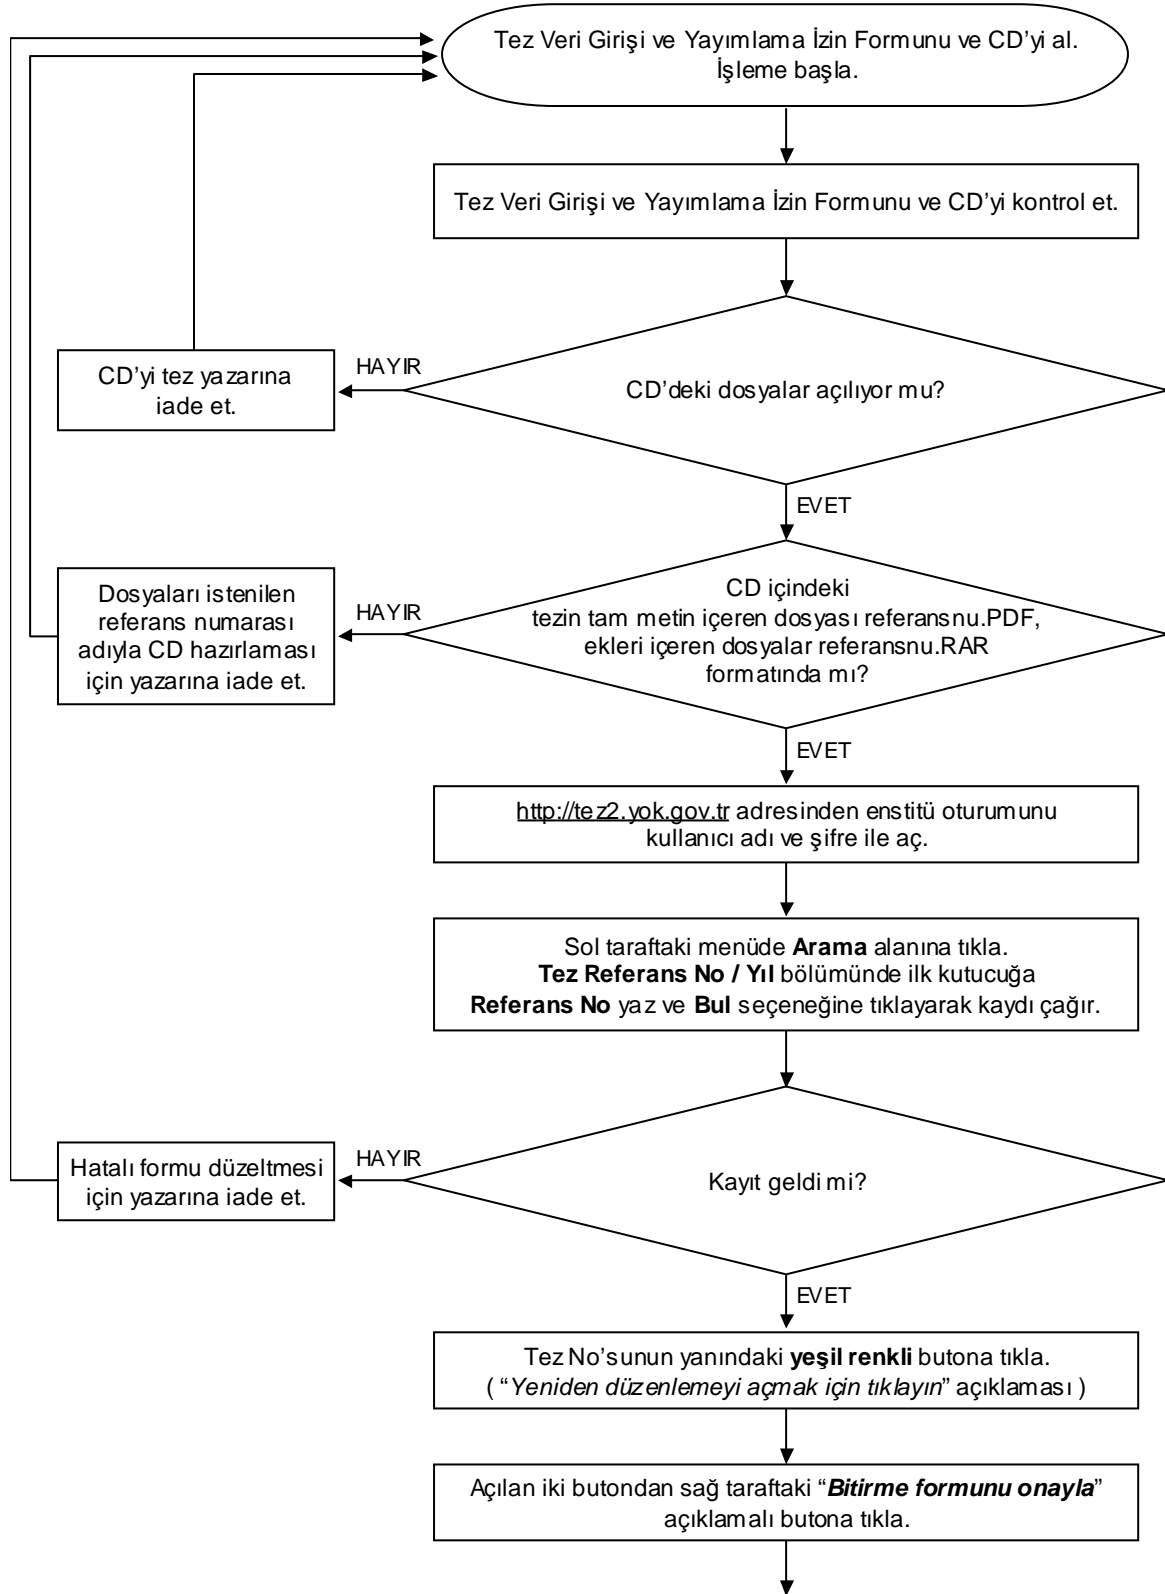 Tez Veri Girişi ve Yayımlama İzin Formunu ve CD’yi al.
İşleme başla.
Tez Veri Girişi ve Yayımlama İzin Formunu ve CD’yi kontrol et.
HAYIR
CD’yi tez yazarına
iade et.
CD’deki dosyalar açılıyor mu?
EVET
Dosyaları istenilen
referans numarası
adıyla CD hazırlaması
için yazarına iade et.
HAYIR
CD içindeki
tezin tam metin içeren dosyası referansnu.PDF,
ekleri içeren dosyalar referansnu.RAR
formatında mı?
EVET
http://tez2.yok.gov.tr adresinden enstitü oturumunu
kullanıcı adı ve şifre ile aç.
Sol taraftaki menüde Arama alanına tıkla.
Tez Referans No / Yıl bölümünde ilk kutucuğa
Referans No yaz ve Bul seçeneğine tıklayarak kaydı çağır.
HAYIR
Hatalı formu düzeltmesi
için yazarına iade et.
Kayıt geldi mi?
EVET
Tez No’sunun yanındaki yeşil renkli butona tıkla.
( “Yeniden düzenlemeyi açmak için tıklayın” açıklaması )
Açılan iki butondan sağ taraftaki “Bitirme formunu onayla”
açıklamalı butona tıkla.